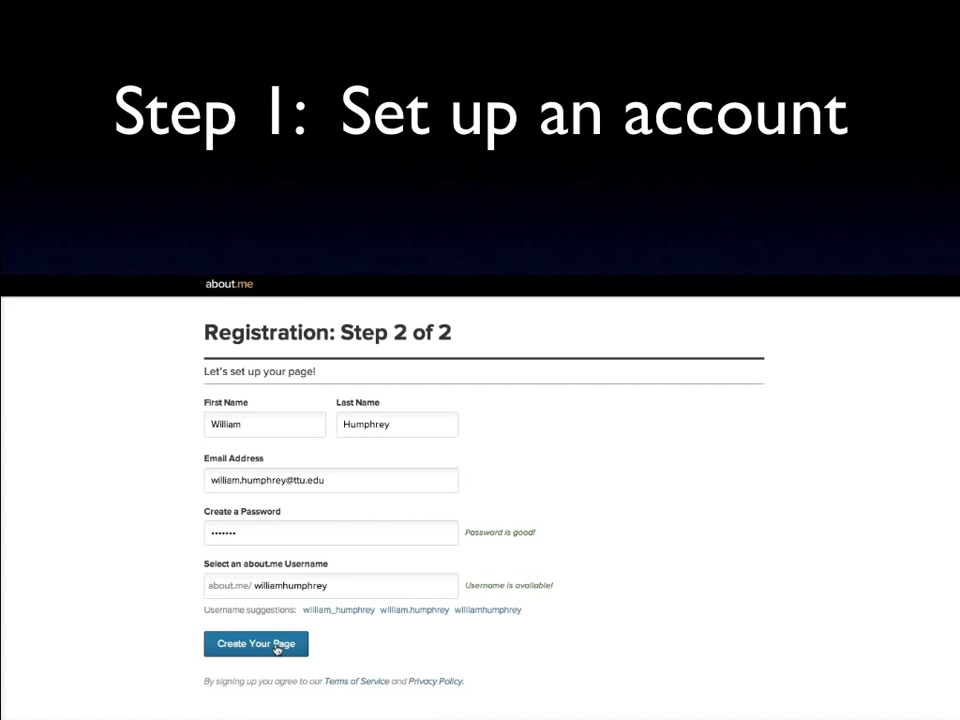 Step 1: Set up an account
about.me
Registration: Step 2 of 2
Let's set up your page!
First Name Last Name
William Humphrey
Email Address
william.humphrey@ttu.edu
Create a Password
••••••• Password is good!
Select an about.me Username
about.me/ williamhumphrey Username is available!
Username suggestions: william_humphrey william.humphrey williamhumphrey
Create Your Page
By signing up you agree to our Terms of Service and Privacy Policy.